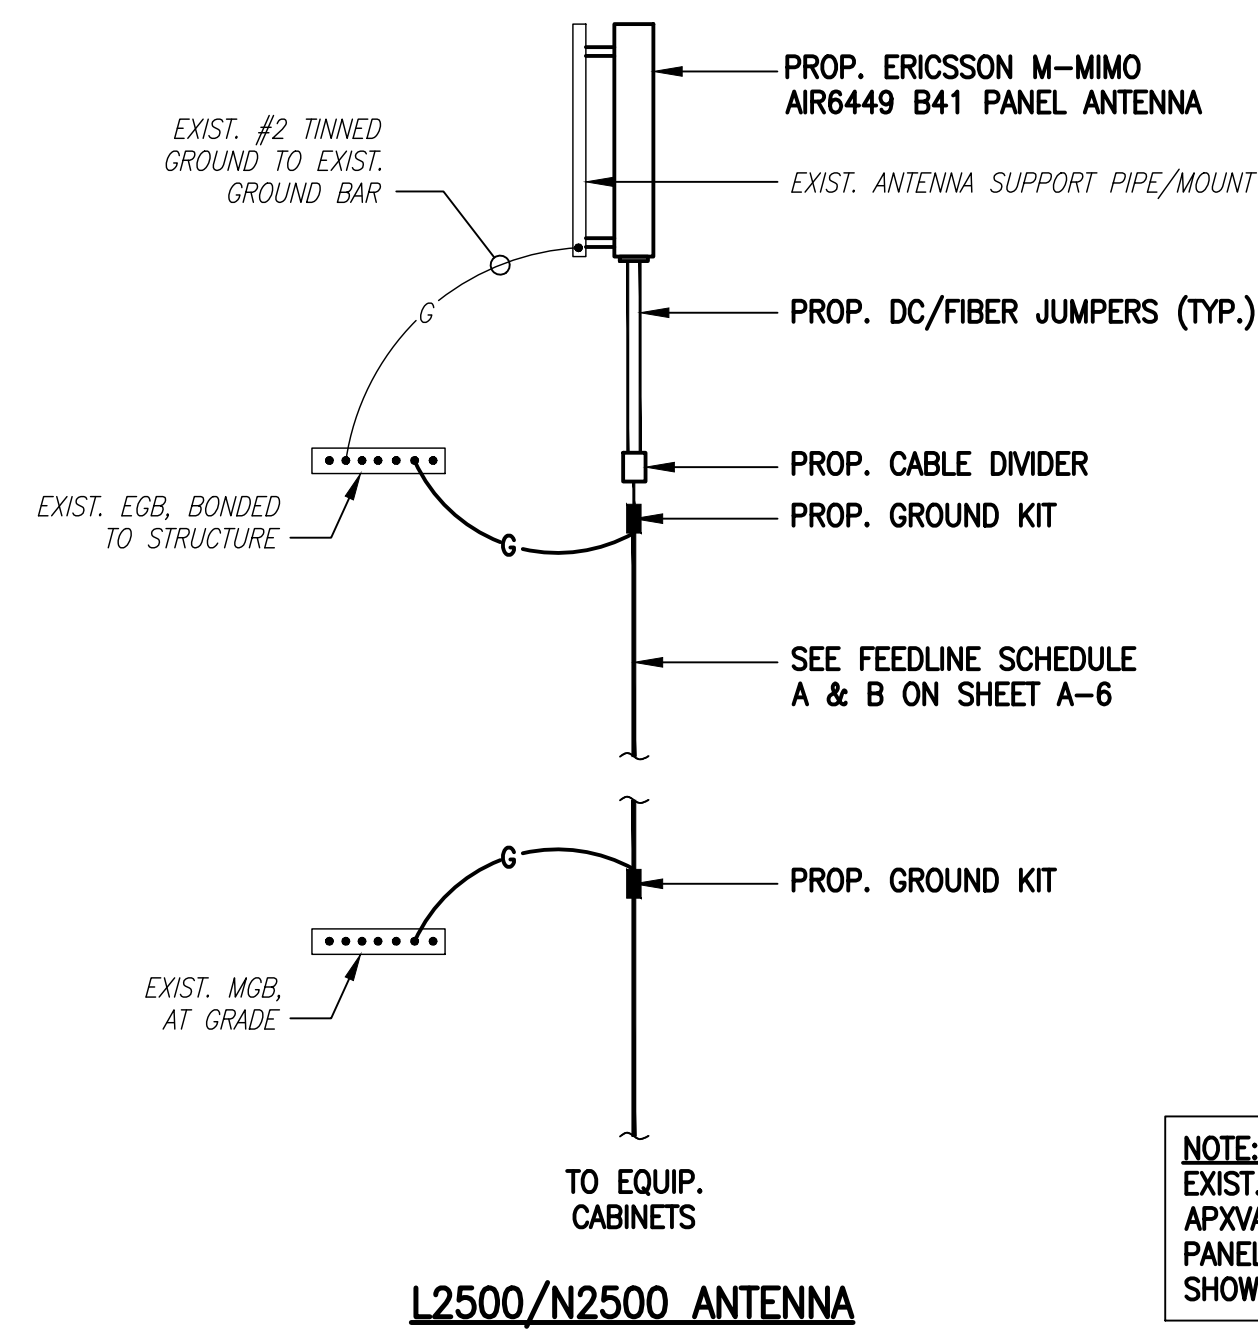 PROP. ERICSSON M-MIMO
AIR6449 B41 PANEL ANTENNA
EXIST. #2 TINNED
GROUND TO EXIST.
GROUND BAR
EXIST. ANTENNA SUPPORT PIPE/MOUNT
G
PROP. DC/FIBER JUMPERS (TYP.)
PROP. CABLE DIVIDER
EXIST. EGB, BONDED
TO STRUCTURE
PROP. GROUND KIT
G
SEE FEEDLINE SCHEDULE
A & B ON SHEET A-6
G
PROP. GROUND KIT
EXIST. MGB,
AT GRADE
TO EQUIP.
CABINETS
L2500/N2500 ANTENNA
NOTE:
EXIST.
PANEL
SHOW